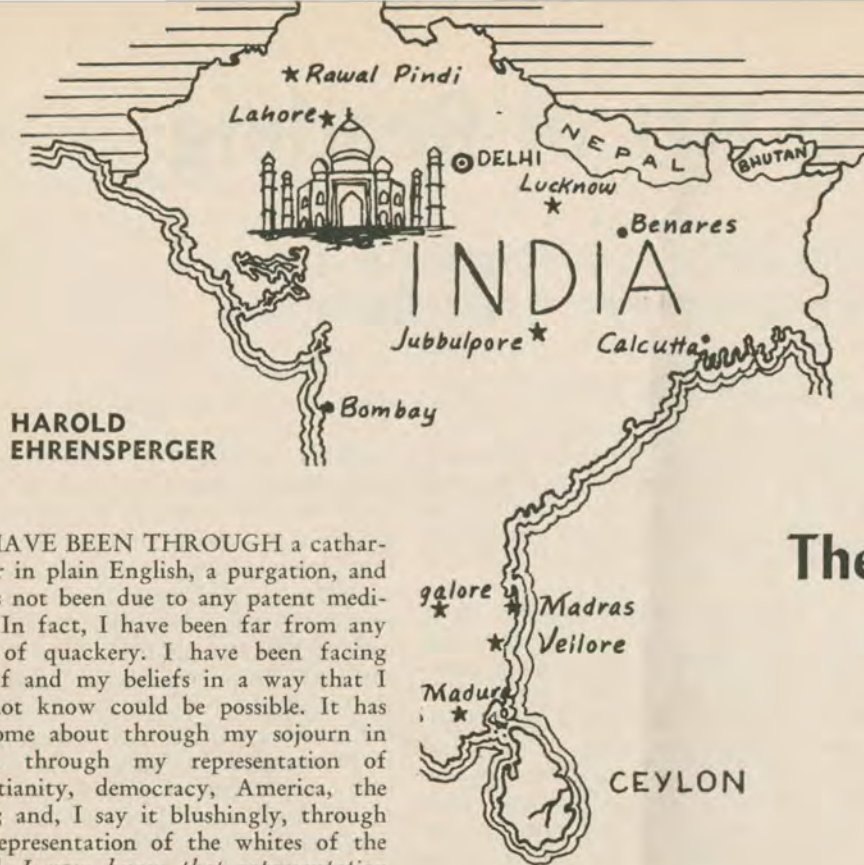 Rawal Pindi
Lahore
NEPAL
BHUTAN
DELHI
Lucknow
Benares
INDIA
Jubbulpore
Calcutta
Bombay
HAROLD
EHRENSPERGER
HAVE BEEN THROUGH a cathar-
r in plain English, a purgation, and
s not been due to any patent medi-
In fact, I have been far from any
of quackery. I have been facing
f and my beliefs in a way that I
ot know could be possible. It has
ome about through my sojourn in
through my representation of
tianity, democracy, America, the
; and, I say it blushingly, through
epresentation of the whites of the
The
galore
Madras
Veilore
Madura
CEYLON